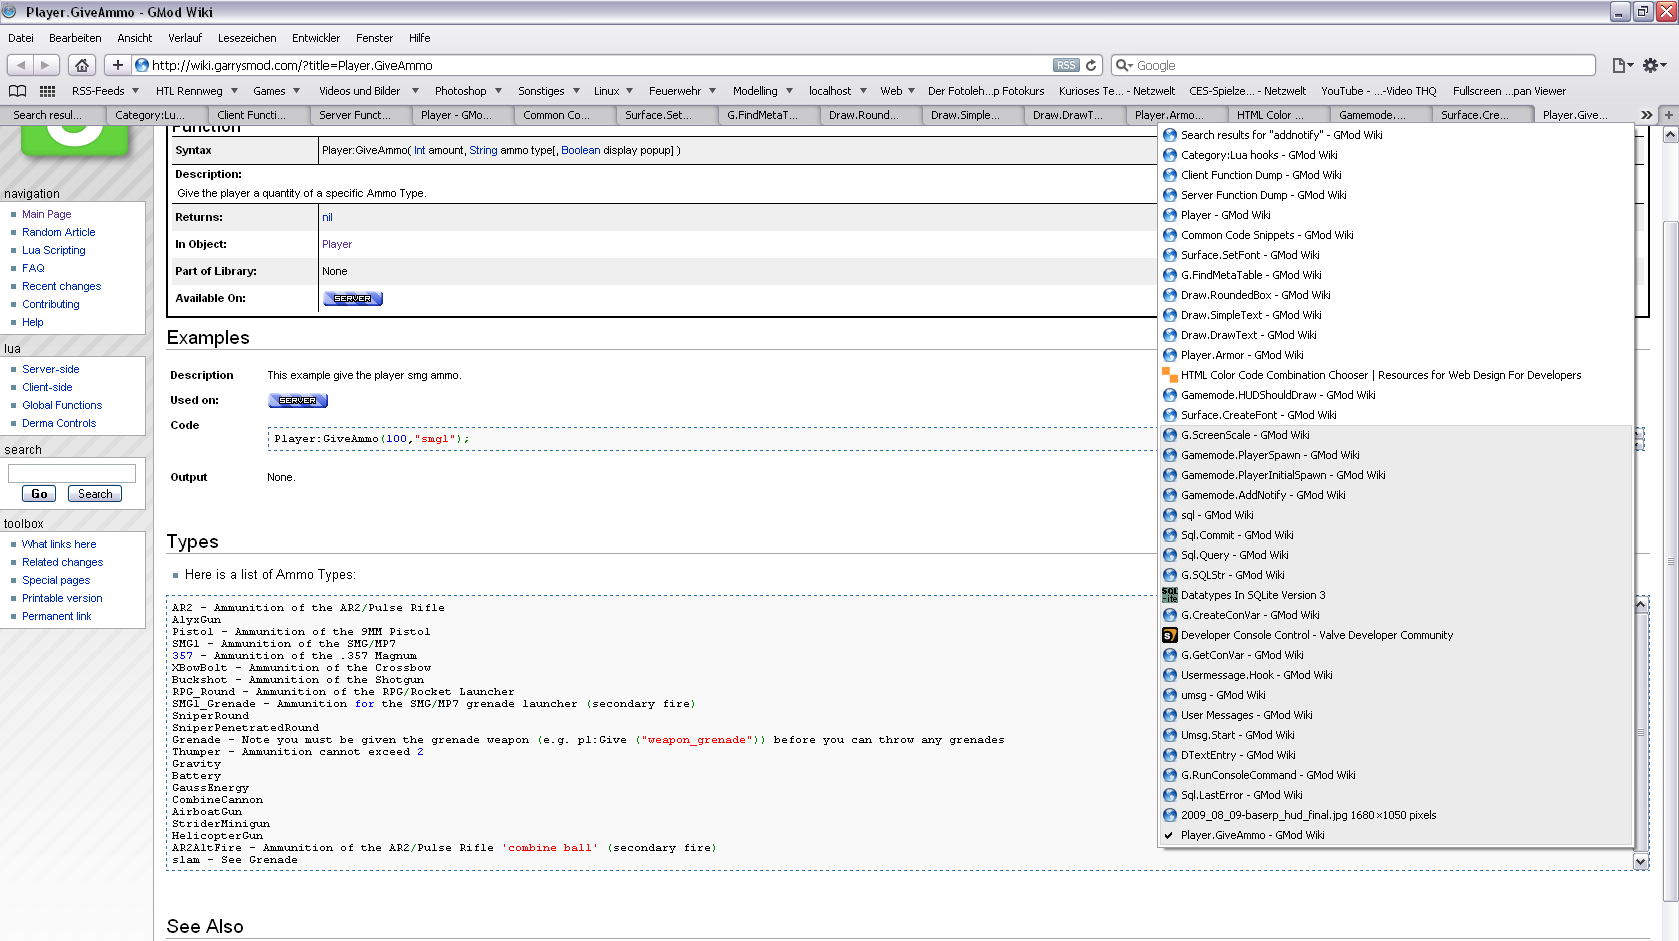 Player.GiveAmmo - GMod Wiki
Datei Bearbeiten Ansicht Verlauf Lesezeichen Entwickler Fenster Hilfe
http://wiki.garrysmod.com/?title=Player.GiveAmmo RSS Google
RSS-Feeds HTL Rennweg Games Videos und Bilder Photoshop Sonstiges Linux Feuerwehr Modelling localhost Web Der Fotoleh...p Fotokurs Kurioses Te... - Netzwelt CES-Spielze... - Netzwelt YouTube - ...-Video THQ Fullscreen ...pan Viewer
Search resul... Category:Lu... Client Functi... Server Funct... Player - GMo... Common Co... Surface.Set... G.FindMetaT... Draw.Round... Draw.Simple... Draw.DrawT... Player.Armo... HTML Color ... Gamemode.... Surface.Cre... Player.Give...
navigation
Main Page
Random Article
Lua Scripting
FAQ
Recent changes
Contributing
Help
lua
Server-side
Client-side
Global Functions
Derma Controls
search
Go Search
toolbox
What links here
Related changes
Special pages
Printable version
Permanent link
Function
Syntax Player:GiveAmmo( Int amount, String ammo type[, Boolean display popup] )
Description:
Give the player a quantity of a specific Ammo Type.
Returns: nil
In Object: Player
Part of Library: None
Available On: SERVER
Examples
Description This example give the player smg ammo.
Used on: SERVER
Code
Player:GiveAmmo(100,"smg1");
Output None.
Types
Here is a list of Ammo Types:
AR2 - Ammunition of the AR2/Pulse Rifle
AlyxGun
Pistol - Ammunition of the 9MM Pistol
SMG1 - Ammunition of the SMG/MP7
357 - Ammunition of the .357 Magnum
XBowBolt - Ammunition of the Crossbow
Buckshot - Ammunition of the Shotgun
RPG_Round - Ammunition of the RPG/Rocket Launcher
SMG1_Grenade - Ammunition for the SMG/MP7 grenade launcher (secondary fire)
SniperRound
SniperPenetratedRound
Grenade - Note you must be given the grenade weapon (e.g. pl:Give ("weapon_grenade")) before you can throw any grenades
Thumper - Ammunition cannot exceed 2
Gravity
Battery
GaussEnergy
CombineCannon
AirboatGun
StriderMinigun
HelicopterGun
AR2AltFire - Ammunition of the AR2/Pulse Rifle 'combine ball' (secondary fire)
slam - See Grenade
See Also
Search results for "addnotify" - GMod Wiki
Category:Lua hooks - GMod Wiki
Client Function Dump - GMod Wiki
Server Function Dump - GMod Wiki
Player - GMod Wiki
Common Code Snippets - GMod Wiki
Surface.SetFont - GMod Wiki
G.FindMetaTable - GMod Wiki
Draw.RoundedBox - GMod Wiki
Draw.SimpleText - GMod Wiki
Draw.DrawText - GMod Wiki
Player.Armor - GMod Wiki
HTML Color Code Combination Chooser | Resources for Web Design For Developers
Gamemode.HUDShouldDraw - GMod Wiki
Surface.CreateFont - GMod Wiki
G.ScreenScale - GMod Wiki
Gamemode.PlayerSpawn - GMod Wiki
Gamemode.PlayerInitialSpawn - GMod Wiki
Gamemode.AddNotify - GMod Wiki
sql - GMod Wiki
Sql.Commit - GMod Wiki
Sql.Query - GMod Wiki
G.SQLStr - GMod Wiki
Datatypes In SQLite Version 3
G.CreateConVar - GMod Wiki
Developer Console Control - Valve Developer Community
G.GetConVar - GMod Wiki
Usermessage.Hook - GMod Wiki
umsg - GMod Wiki
User Messages - GMod Wiki
Umsg.Start - GMod Wiki
DTextEntry - GMod Wiki
G.RunConsoleCommand - GMod Wiki
Sql.LastError - GMod Wiki
2009_08_09-baserp_hud_final.jpg 1680×1050 pixels
Player.GiveAmmo - GMod Wiki